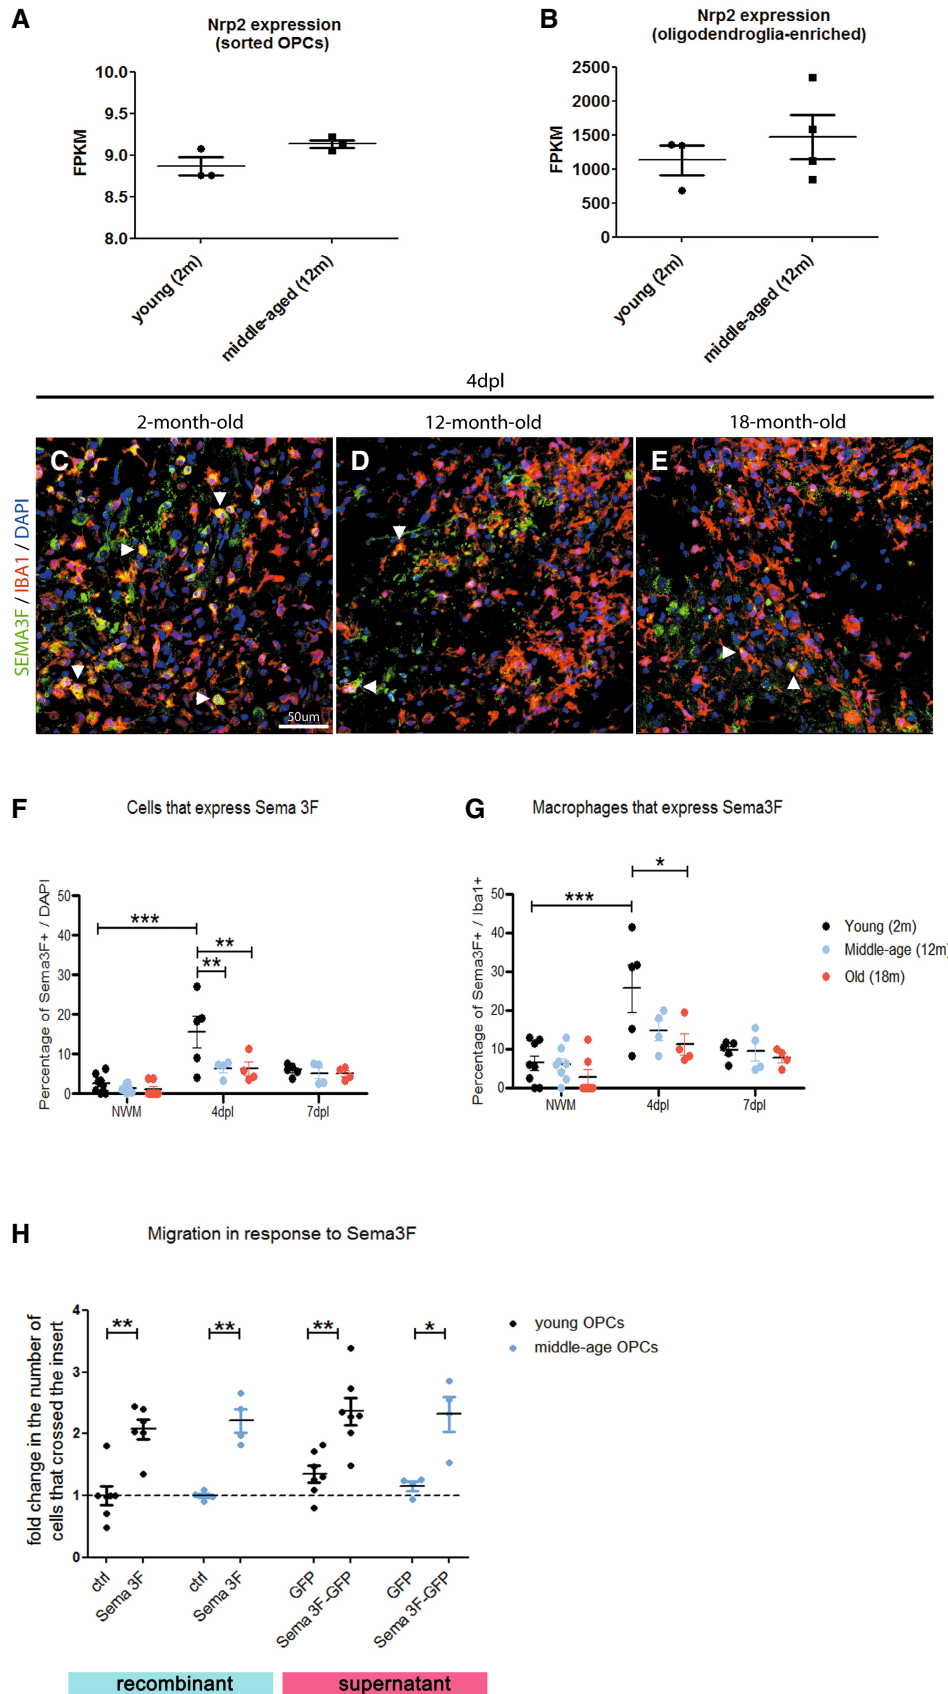 A
Nrp2 expression
(sorted OPCs)
FPKM
10.0
9.5
9.0
8.5
8.0
young (2m)
middle-aged (12m)
B
Nrp2 expression
(oligodendroglia-enriched)
FPKM
2500
2000
1500
1000
500
0
young (2m)
middle-aged (12m)
4dpl
2-month-old
12-month-old
18-month-old
SEMA3F / IBA1 / DAPI
C
D
E
50um
F
Cells that express Sema 3F
Percentage of Sema3F+ / DAPI
50
40
30
20
10
0
***
**
**
NWM
4dpl
7dpl
G
Macrophages that express Sema3F
Percentage of Sema3F+ / Iba1+
50
40
30
20
10
0
***
*
NWM
4dpl
7dpl
Young (2m)
Middle-age (12m)
Old (18m)
H
Migration in response to Sema3F
fold change in the number of
cells that crossed the insert
4
3
2
1
0
**
**
**
*
ctrl
Sema 3F
ctrl
Sema 3F
GFP
Sema 3F-GFP
GFP
Sema 3F-GFP
young OPCs
middle-age OPCs
recombinant
supernatant